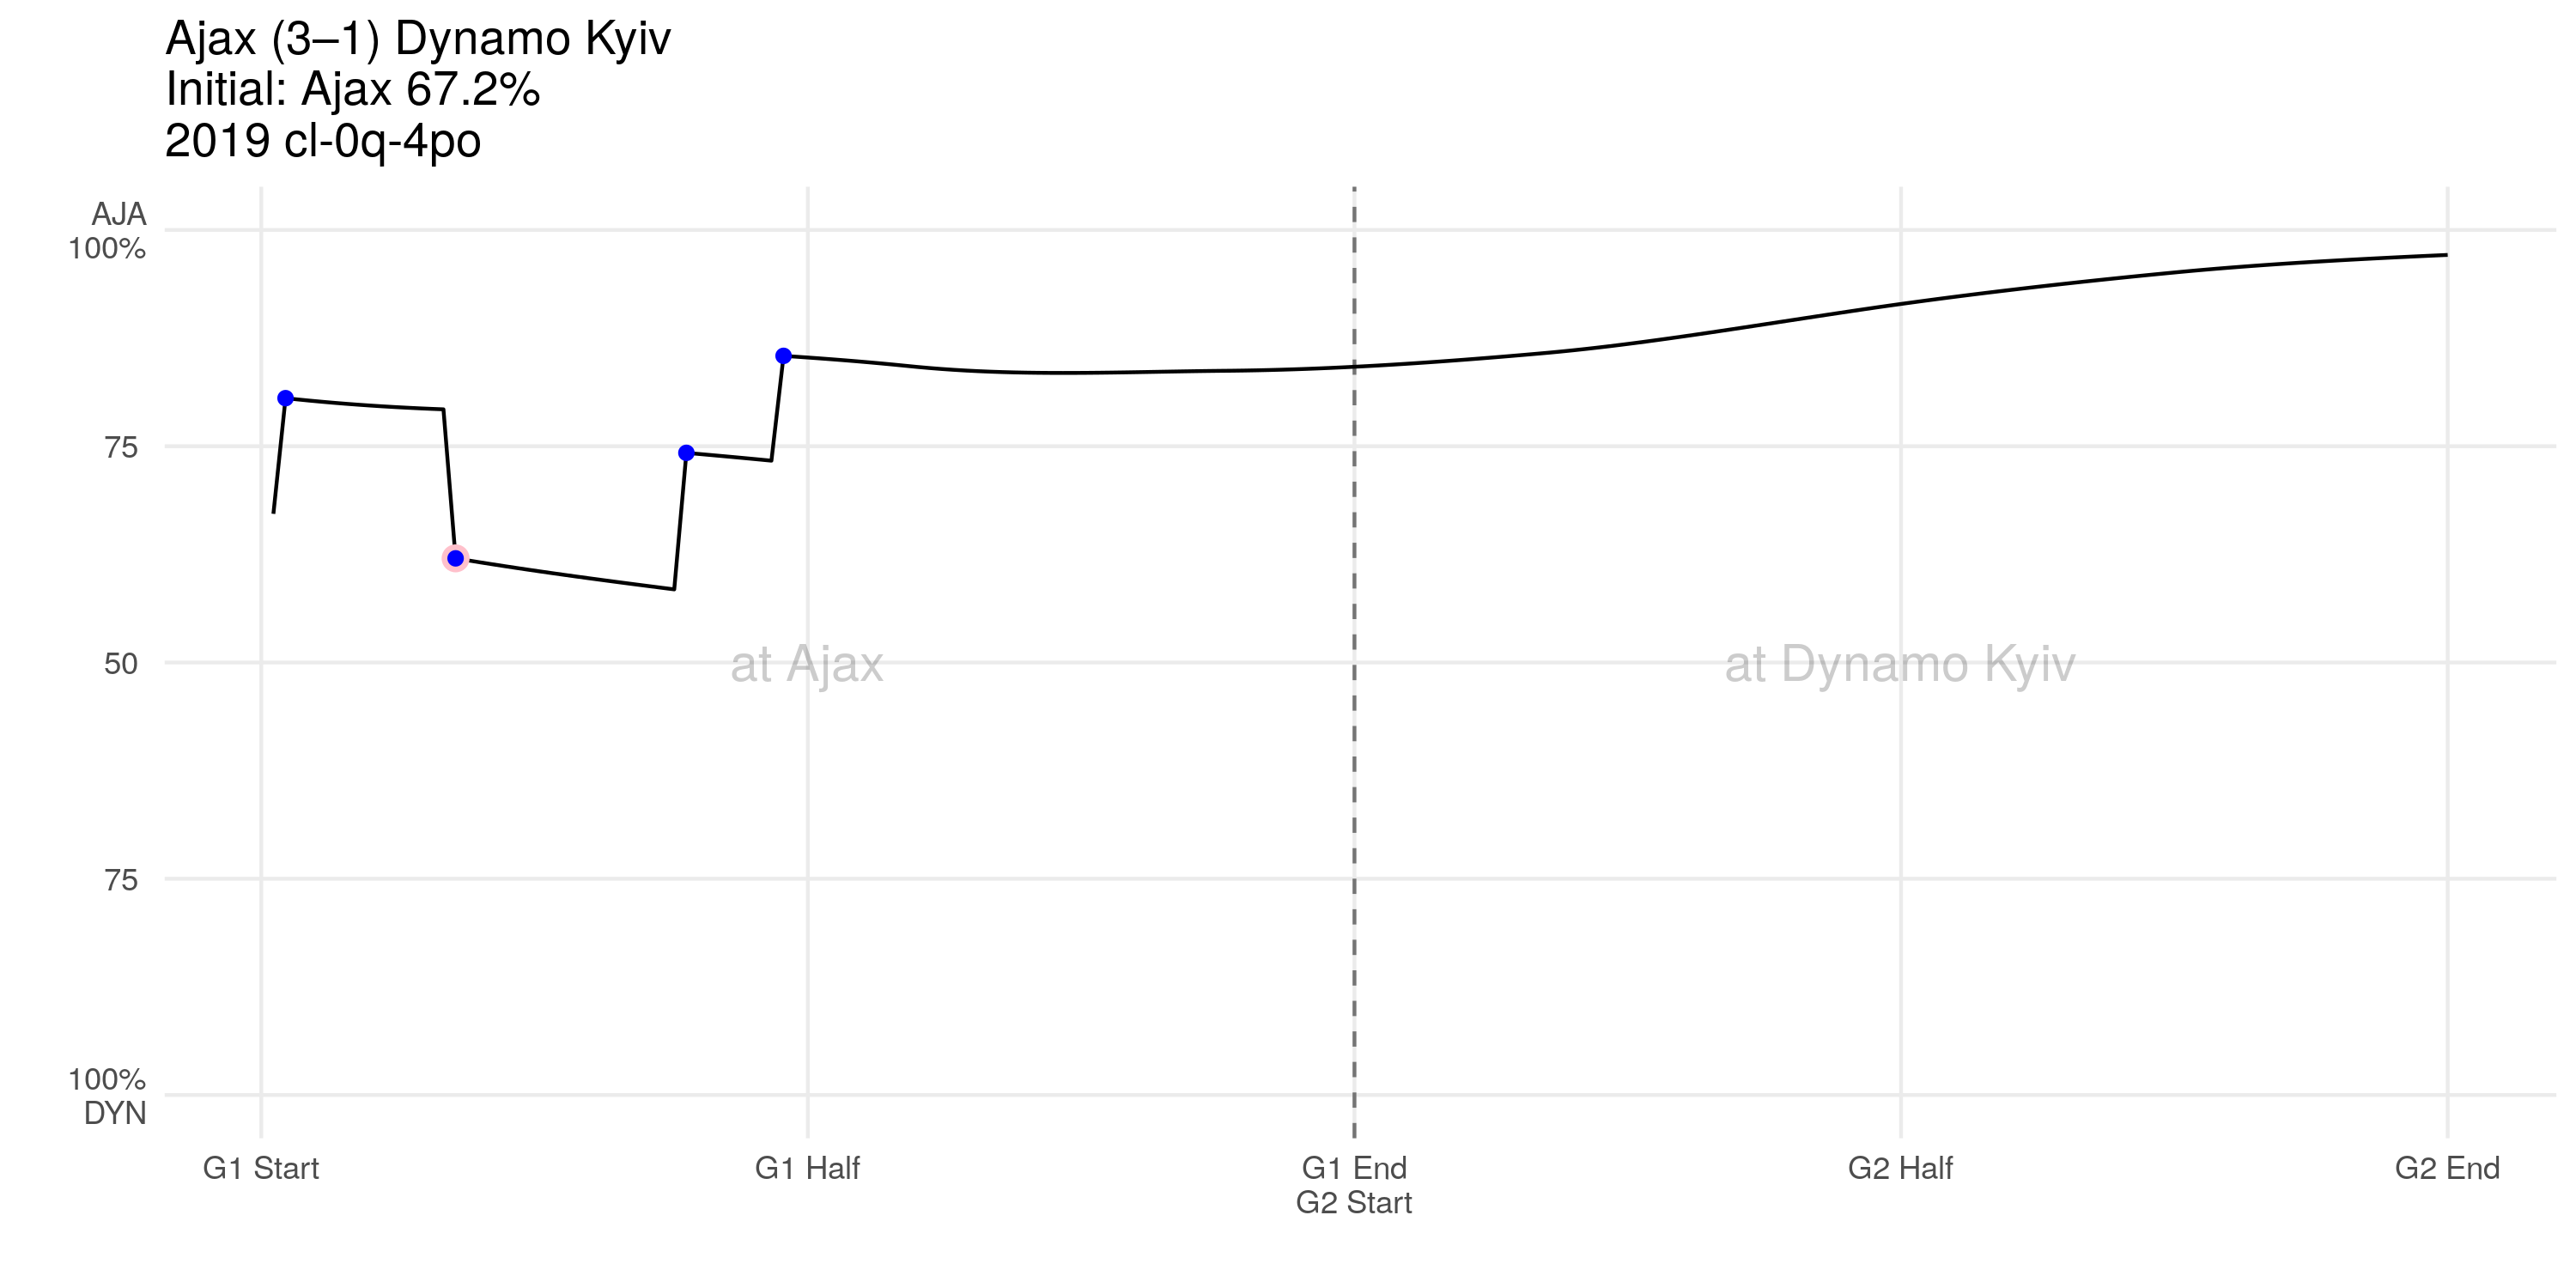 Ajax (3–1) Dynamo Kyiv
Initial: Ajax 67.2%
2019 cl-0q-4po
AJA
100%
75
50
75
100%
DYN
at Ajax
at Dynamo Kyiv
G1 Start
G1 Half
G1 End
G2 Start
G2 Half
G2 End